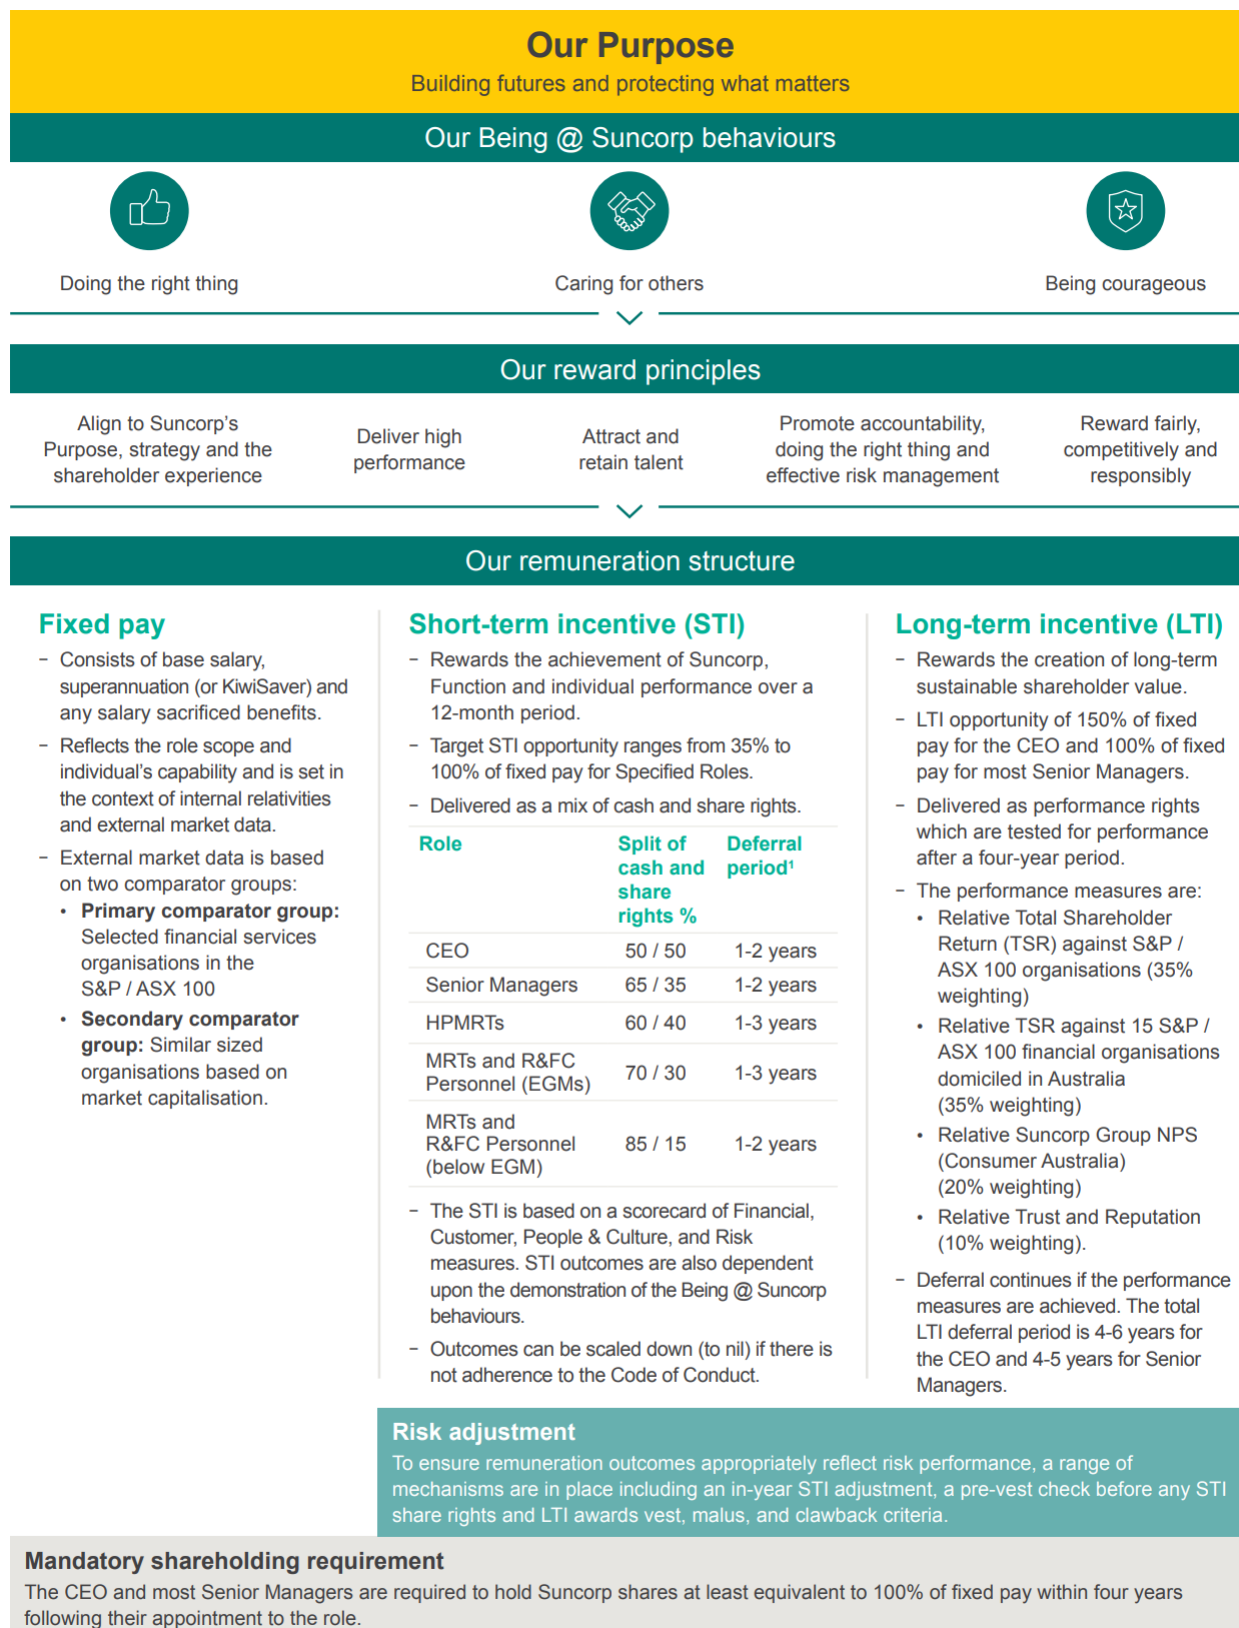 Our Purpose
Building futures and protecting what matters
Our Being @ Suncorp behaviours
Doing the right thing
Caring for others
Being courageous
Our reward principles
Align to Suncorp's
Purpose, strategy and the
shareholder experience
Deliver high
performance
Attract and
retain talent
Promote accountability,
doing the right thing and
effective risk management
Reward fairly,
competitively and
responsibly
Our remuneration structure
Fixed pay
– Consists of base salary,
superannuation (or KiwiSaver) and
any salary sacrificed benefits.
– Reflects the role scope and
individual's capability and is set in
the context of internal relativities
and external market data.
– External market data is based
on two comparator groups:
• Primary comparator group:
Selected financial services
organisations in the
S&P / ASX 100
• Secondary comparator
group: Similar sized
organisations based on
market capitalisation.
Short-term incentive (STI)
– Rewards the achievement of Suncorp,
Function and individual performance over a
12-month period.
– Target STI opportunity ranges from 35% to
100% of fixed pay for Specified Roles.
– Delivered as a mix of cash and share rights.
Role
Split of
cash and
share
rights %
Deferral
period¹
CEO 50 / 50 1-2 years
Senior Managers 65 / 35 1-2 years
HPMRTs 60 / 40 1-3 years
MRTs and R&FC
Personnel (EGMs) 70 / 30 1-3 years
MRTs and
R&FC Personnel
(below EGM) 85 / 15 1-2 years
– The STI is based on a scorecard of Financial,
Customer, People & Culture, and Risk
measures. STI outcomes are also dependent
upon the demonstration of the Being @ Suncorp
behaviours.
– Outcomes can be scaled down (to nil) if there is
not adherence to the Code of Conduct.
Long-term incentive (LTI)
– Rewards the creation of long-term
sustainable shareholder value.
– LTI opportunity of 150% of fixed
pay for the CEO and 100% of fixed
pay for most Senior Managers.
– Delivered as performance rights
which are tested for performance
after a four-year period.
– The performance measures are:
• Relative Total Shareholder
Return (TSR) against S&P /
ASX 100 organisations (35%
weighting)
• Relative TSR against 15 S&P /
ASX 100 financial organisations
domiciled in Australia
(35% weighting)
• Relative Suncorp Group NPS
(Consumer Australia)
(20% weighting)
• Relative Trust and Reputation
(10% weighting).
– Deferral continues if the performance
measures are achieved. The total
LTI deferral period is 4-6 years for
the CEO and 4-5 years for Senior
Managers.
Risk adjustment
To ensure remuneration outcomes appropriately reflect risk performance, a range of
mechanisms are in place including an in-year STI adjustment, a pre-vest check before any STI
share rights and LTI awards vest, malus, and clawback criteria.
Mandatory shareholding requirement
The CEO and most Senior Managers are required to hold Suncorp shares at least equivalent to 100% of fixed pay within four years
following their appointment to the role.